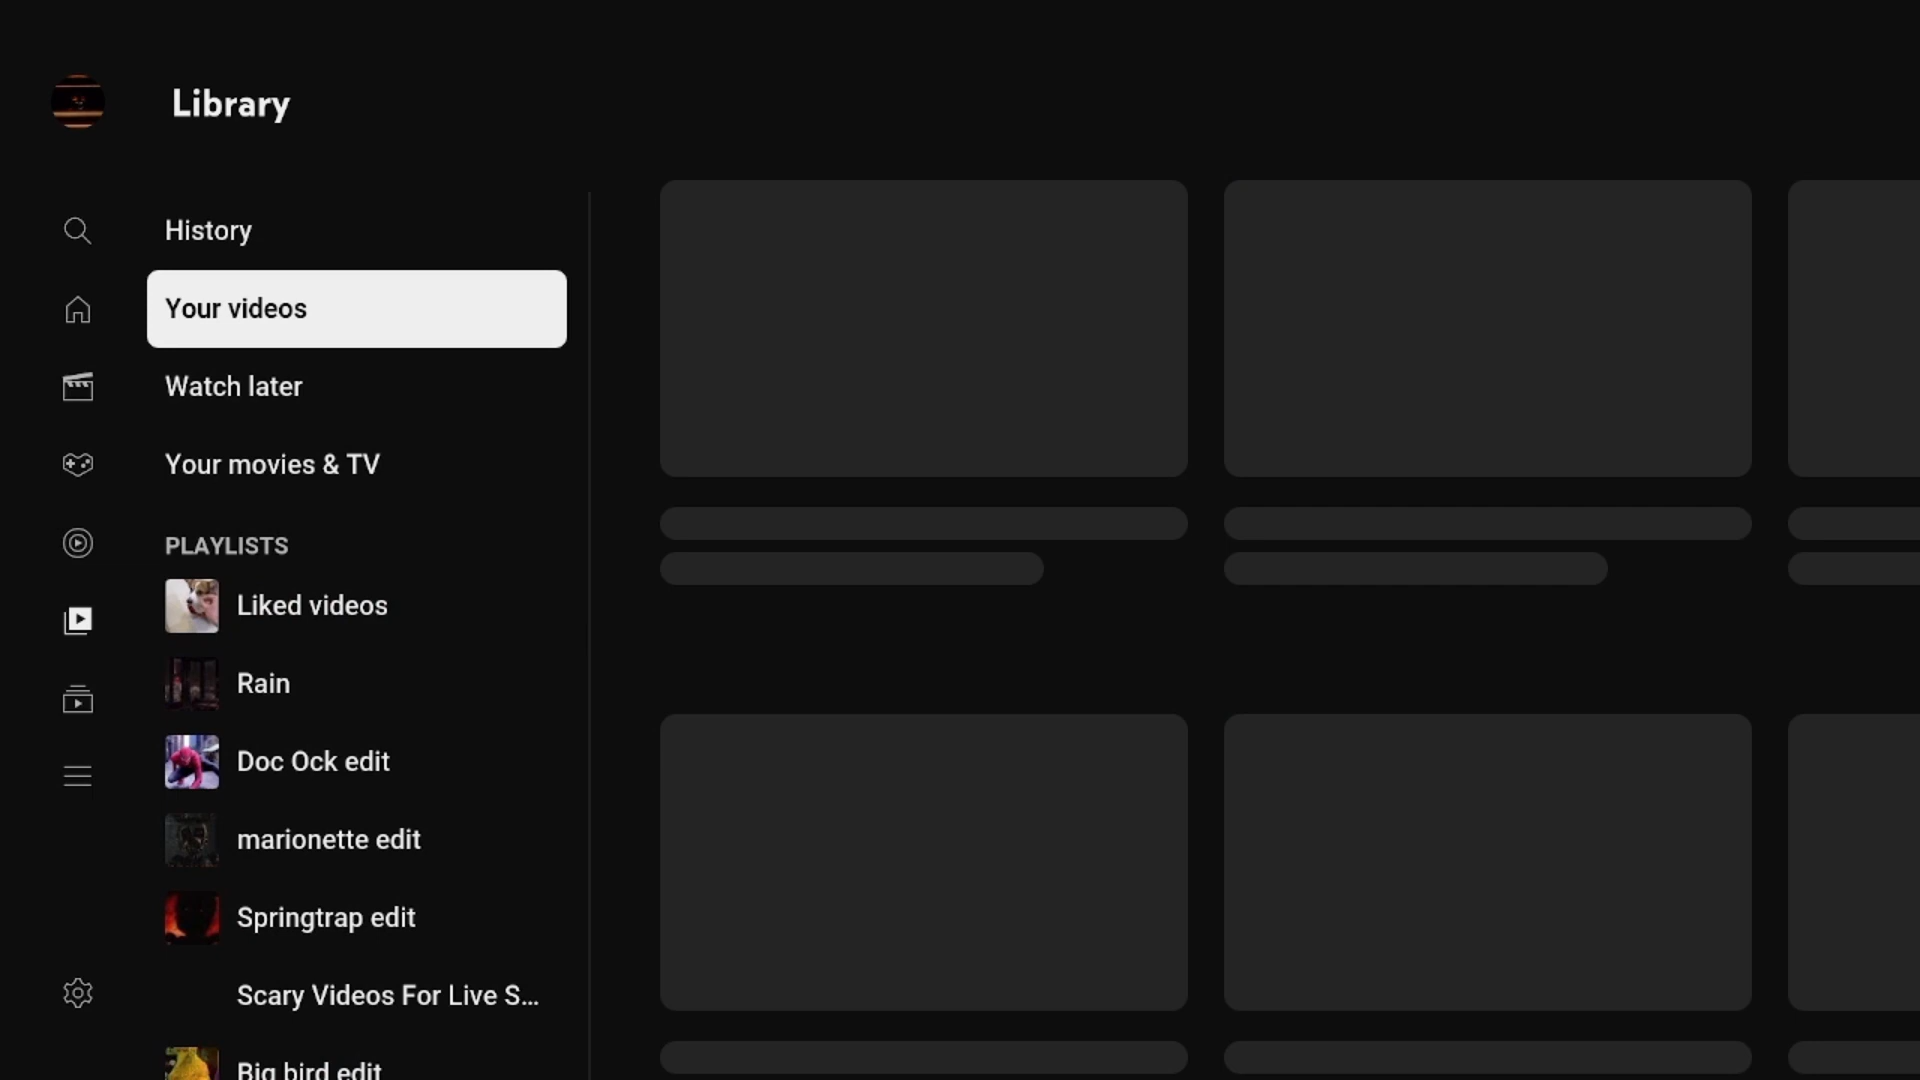 Library
History
Your videos
Watch later
Your movies & TV
PLAYLISTS
Liked videos
Rain
Doc Ock edit
marionette edit
Springtrap edit
Scary Videos For Live S...
Big bird edit